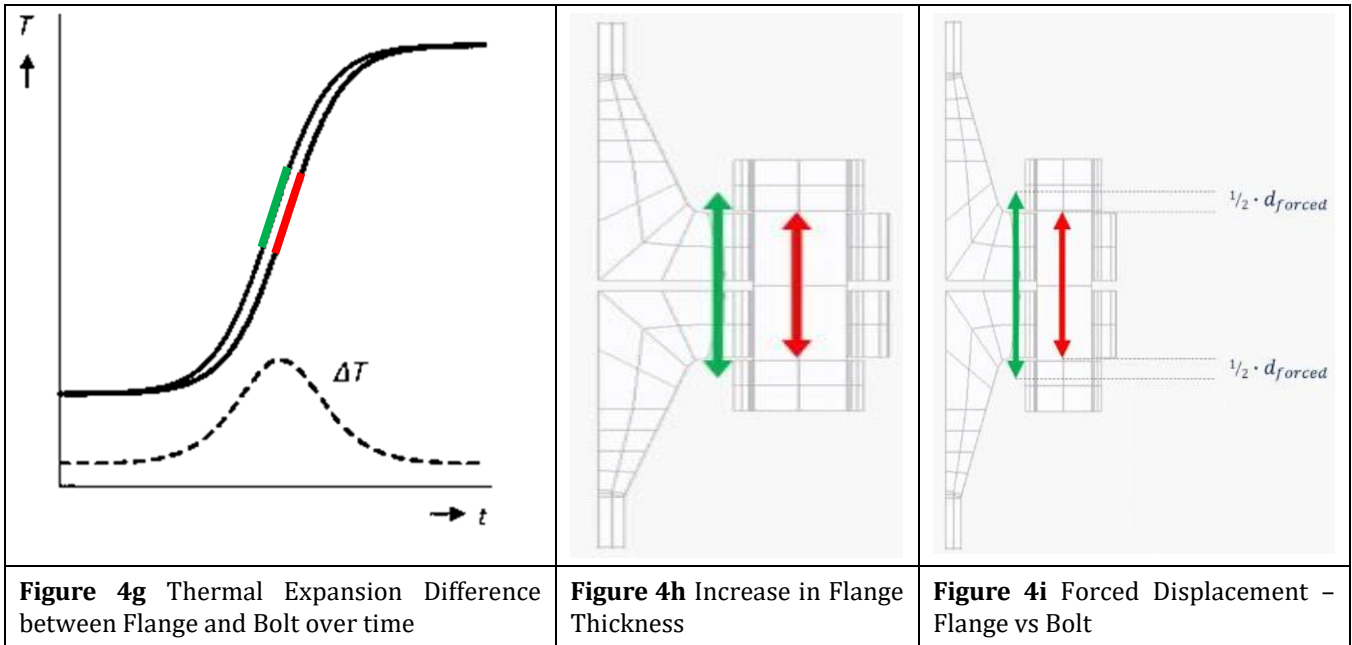 T
ΔT
t
½ · d_forced
½ · d_forced
Figure 4g Thermal Expansion Difference
between Flange and Bolt over time
Figure 4h Increase in Flange
Thickness
Figure 4i Forced Displacement –
Flange vs Bolt